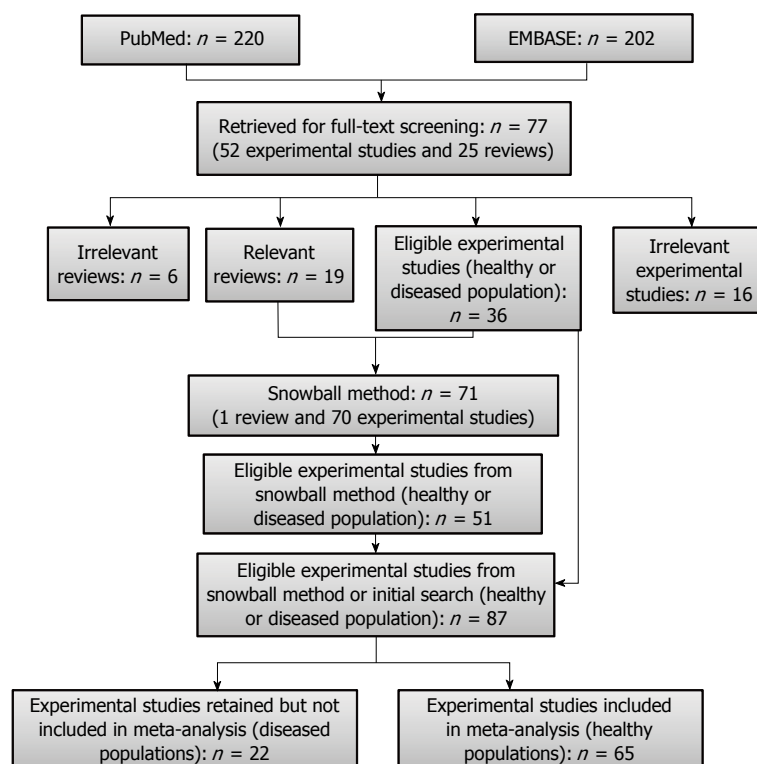 PubMed: n = 220
EMBASE: n = 202
Retrieved for full-text screening: n = 77
(52 experimental studies and 25 reviews)
Irrelevant
reviews: n = 6
Relevant
reviews: n = 19
Eligible experimental
studies (healthy or
diseased population):
n = 36
Irrelevant
experimental
studies: n = 16
Snowball method: n = 71
(1 review and 70 experimental studies)
Eligible experimental studies from
snowball method (healthy or
diseased population): n = 51
Eligible experimental studies from
snowball method or initial search (healthy
or diseased population): n = 87
Experimental studies retained but not
included in meta-analysis (diseased
populations): n = 22
Experimental studies included
in meta-analysis (healthy
populations): n = 65